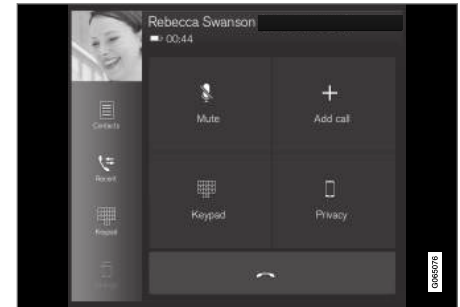 Rebecca Swanson
00:44
Contacts
Recent
Keypad
Mute
Add call
Keypad
Privacy
G065076